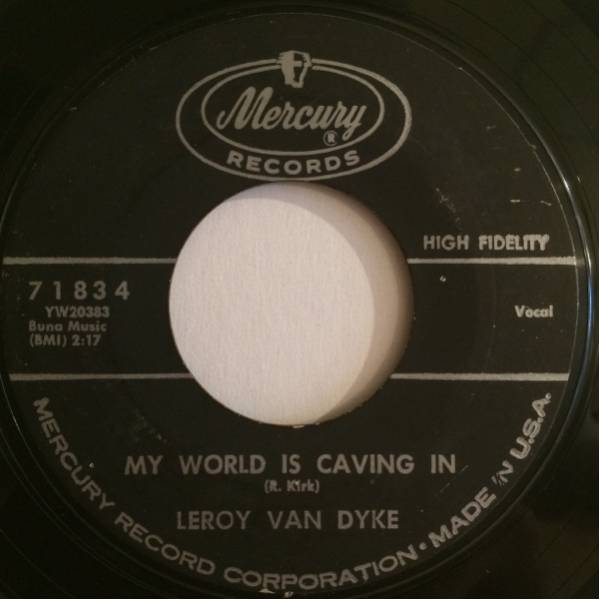 Mercury
®
RECORDS
HIGH FIDELITY
71834
YW20383
Buna Music
(BMI) 2:17
Vocal
MY WORLD IS CAVING IN
(R. Kirk)
LEROY VAN DYKE
MERCURY RECORD CORPORATION • MADE IN U.S.A.